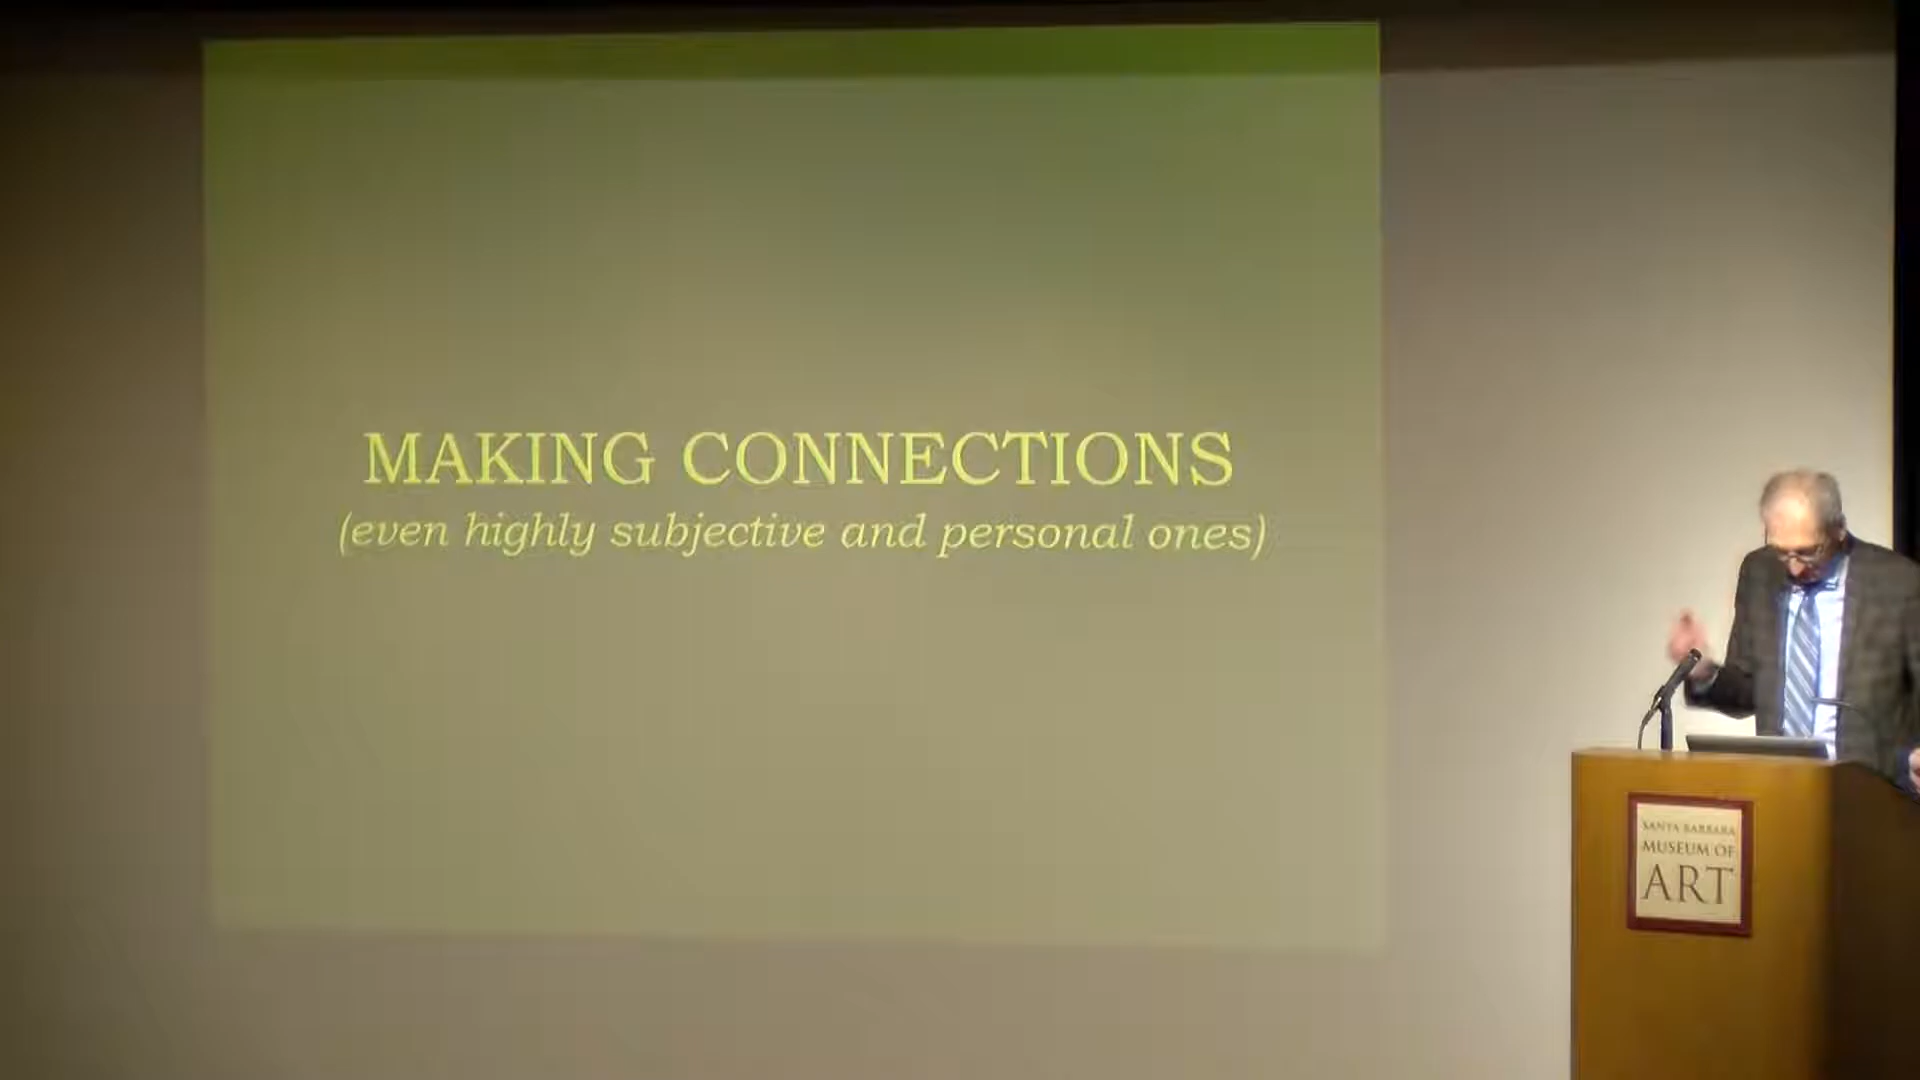 MAKING CONNECTIONS
(even highly subjective and personal ones)
SANTA BARBARA
MUSEUM OF
ART